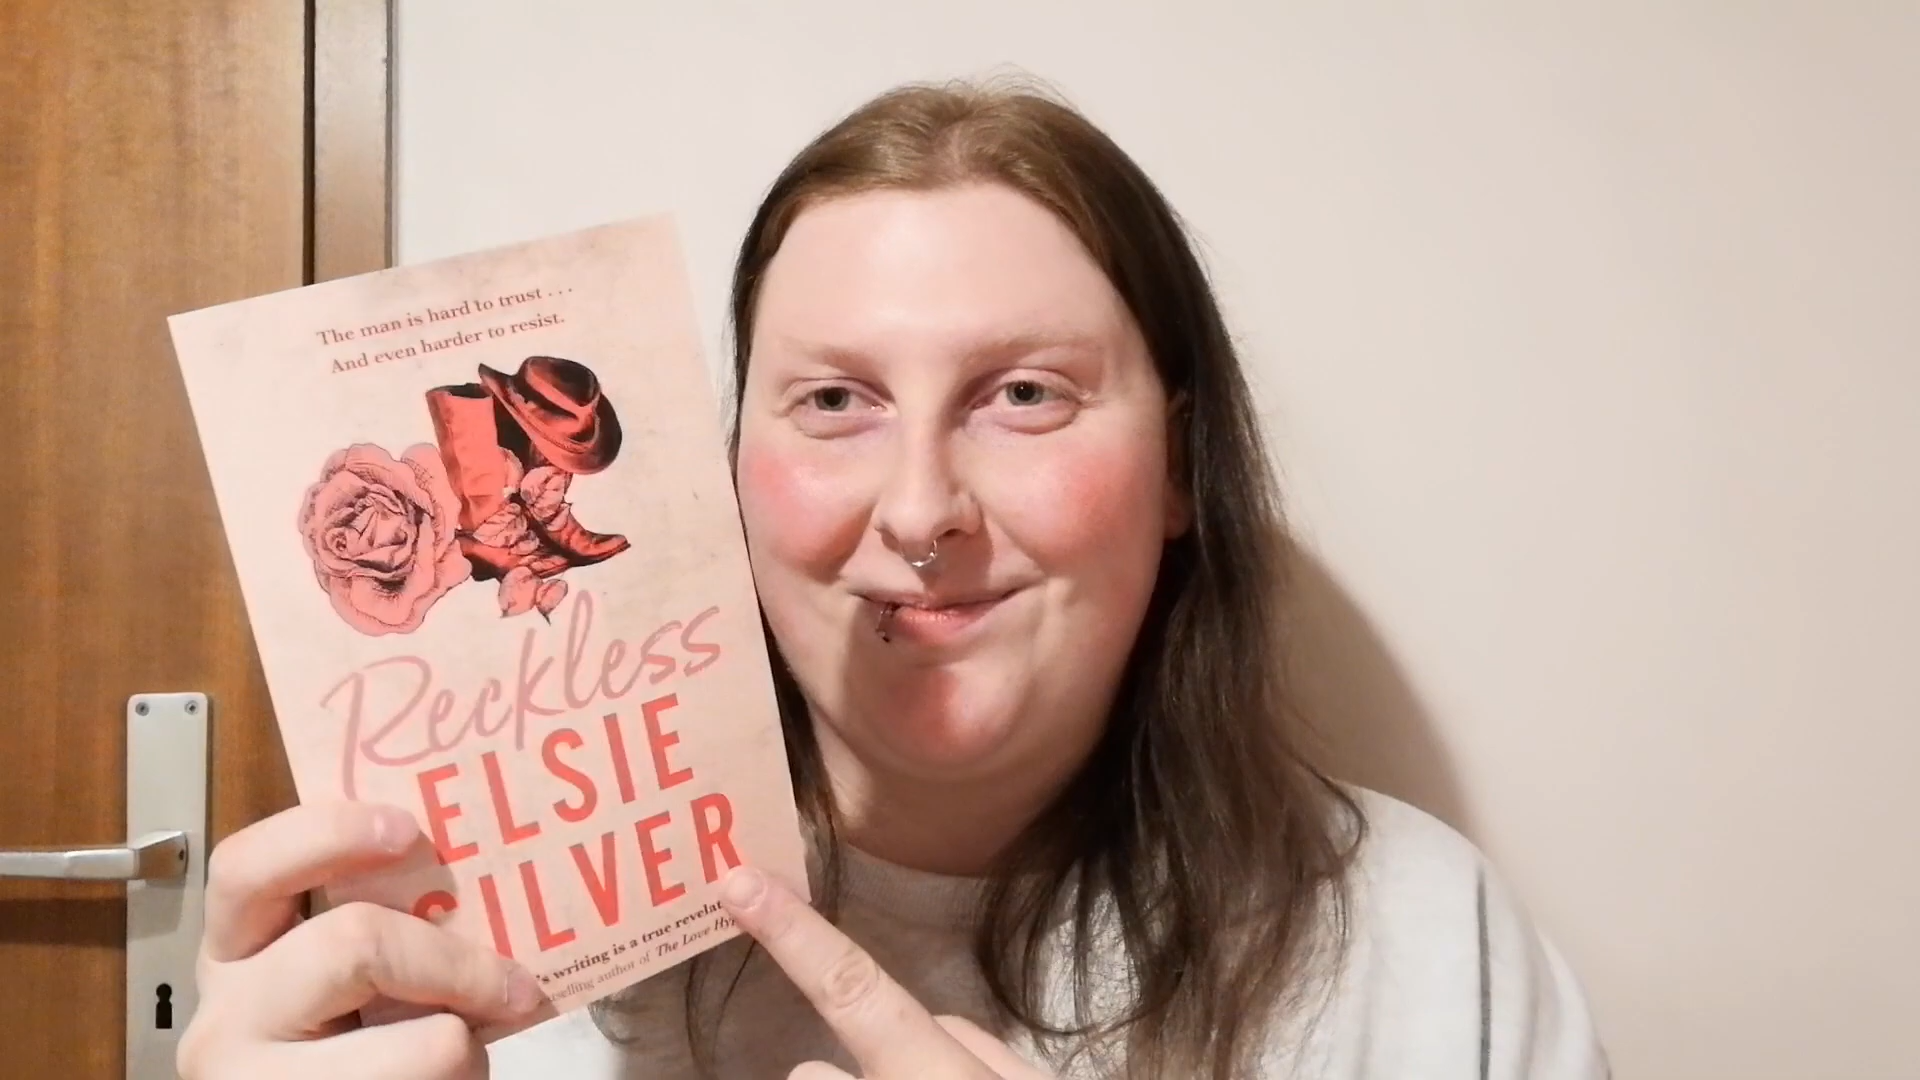 The man is hard to trust . . .
And even harder to resist.
Reckless
ELSIE
SILVER
's writing is a true
author of The Love